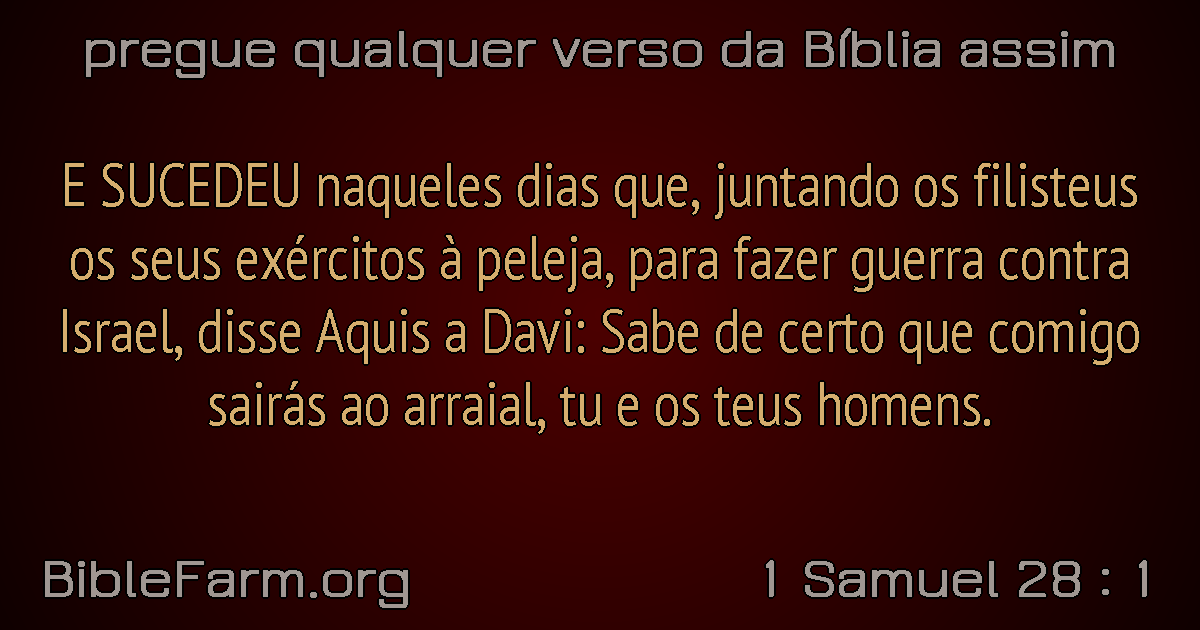 pregue qualquer verso da Bíblia assim
E SUCEDEU naqueles dias que, juntando os filisteus
os seus exércitos à peleja, para fazer guerra contra
Israel, disse Aquis a Davi: Sabe de certo que comigo
sairás ao arraial, tu e os teus homens.
BibleFarm.org
1 Samuel 28 : 1